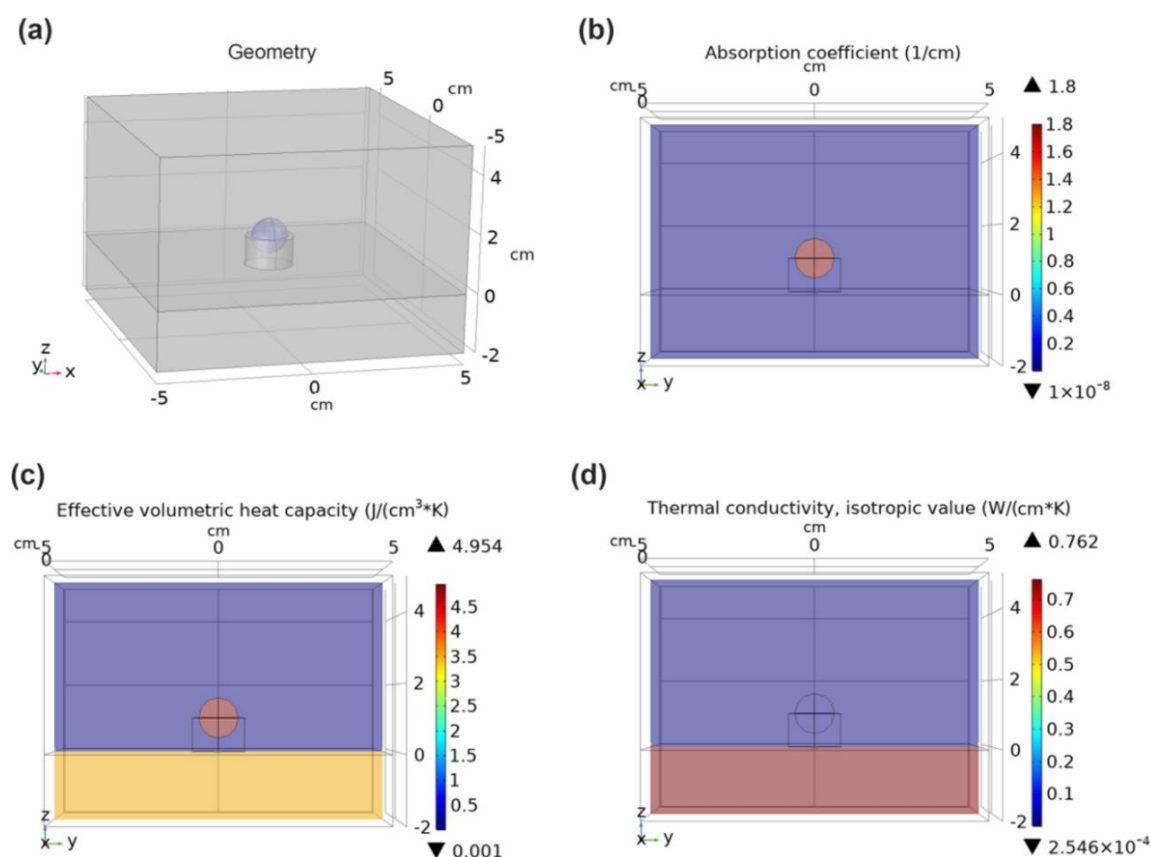 (a)
Geometry
5
cm
0
-5
4
2
cm
0
-2
z
y
x
-5
0
5
cm
(b)
Absorption coefficient (1/cm)
cm
cm-5
0
5
0
▲ 1.8
4
2
0
-2
1.8
1.6
1.4
1.2
1
0.8
0.6
0.4
0.2
z
x
y
▼ 1×10⁻⁸
(c)
Effective volumetric heat capacity (J/(cm³*K)
cm
cm-5
0
5
0
▲ 4.954
4
2
0
-2
4.5
4
3.5
3
2.5
2
1.5
1
0.5
z
x
y
▼ 0.001
(d)
Thermal conductivity, isotropic value (W/(cm*K)
cm
cm-5
0
5
0
▲ 0.762
4
2
0
-2
0.7
0.6
0.5
0.4
0.3
0.2
0.1
z
x
y
▼ 2.546×10⁻⁴